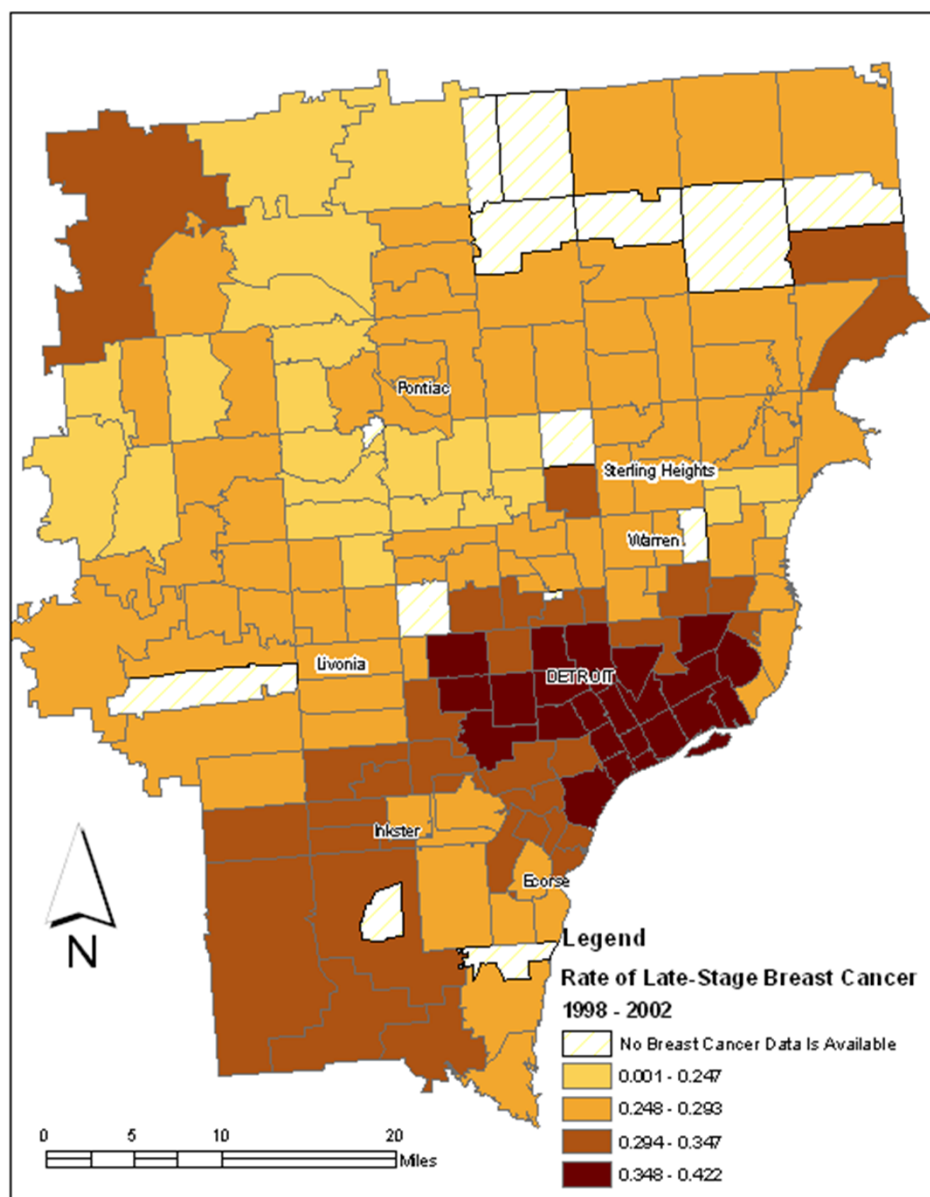 Pontiac
Sterling Heights
Warren
Livonia
DETROIT
Inkster
Ecorse
N
Legend
Rate of Late-Stage Breast Cancer
1998 - 2002
No Breast Cancer Data Is Available
0.001 - 0.247
0.248 - 0.293
0.294 - 0.347
0.348 - 0.422
0 5 10 20
Miles